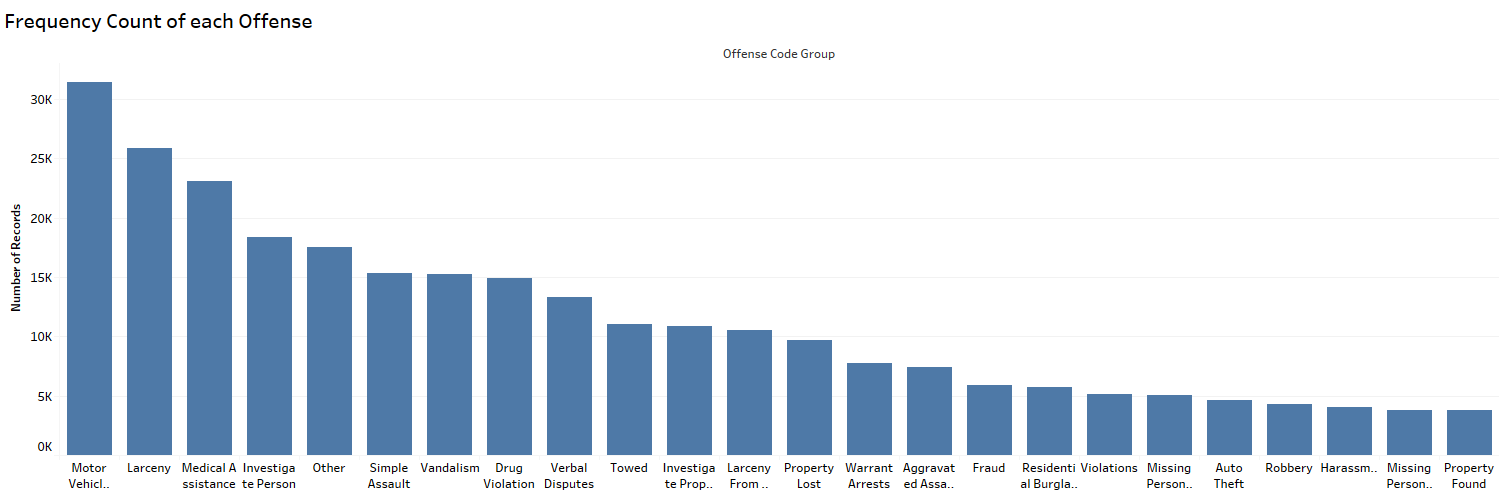 Frequency Count of each Offense
Offense Code Group
Number of Records
30K
25K
20K
15K
10K
5K
0K
Motor
Vehicl..
Larceny
Medical A
ssistance
Investiga
te Person
Other
Simple
Assault
Vandalism
Drug
Violation
Verbal
Disputes
Towed
Investiga
te Prop..
Larceny
From ..
Property
Lost
Warrant
Arrests
Aggravat
ed Assa..
Fraud
Residenti
al Burgla..
Violations
Missing
Person..
Auto
Theft
Robbery
Harassm..
Missing
Person..
Property
Found